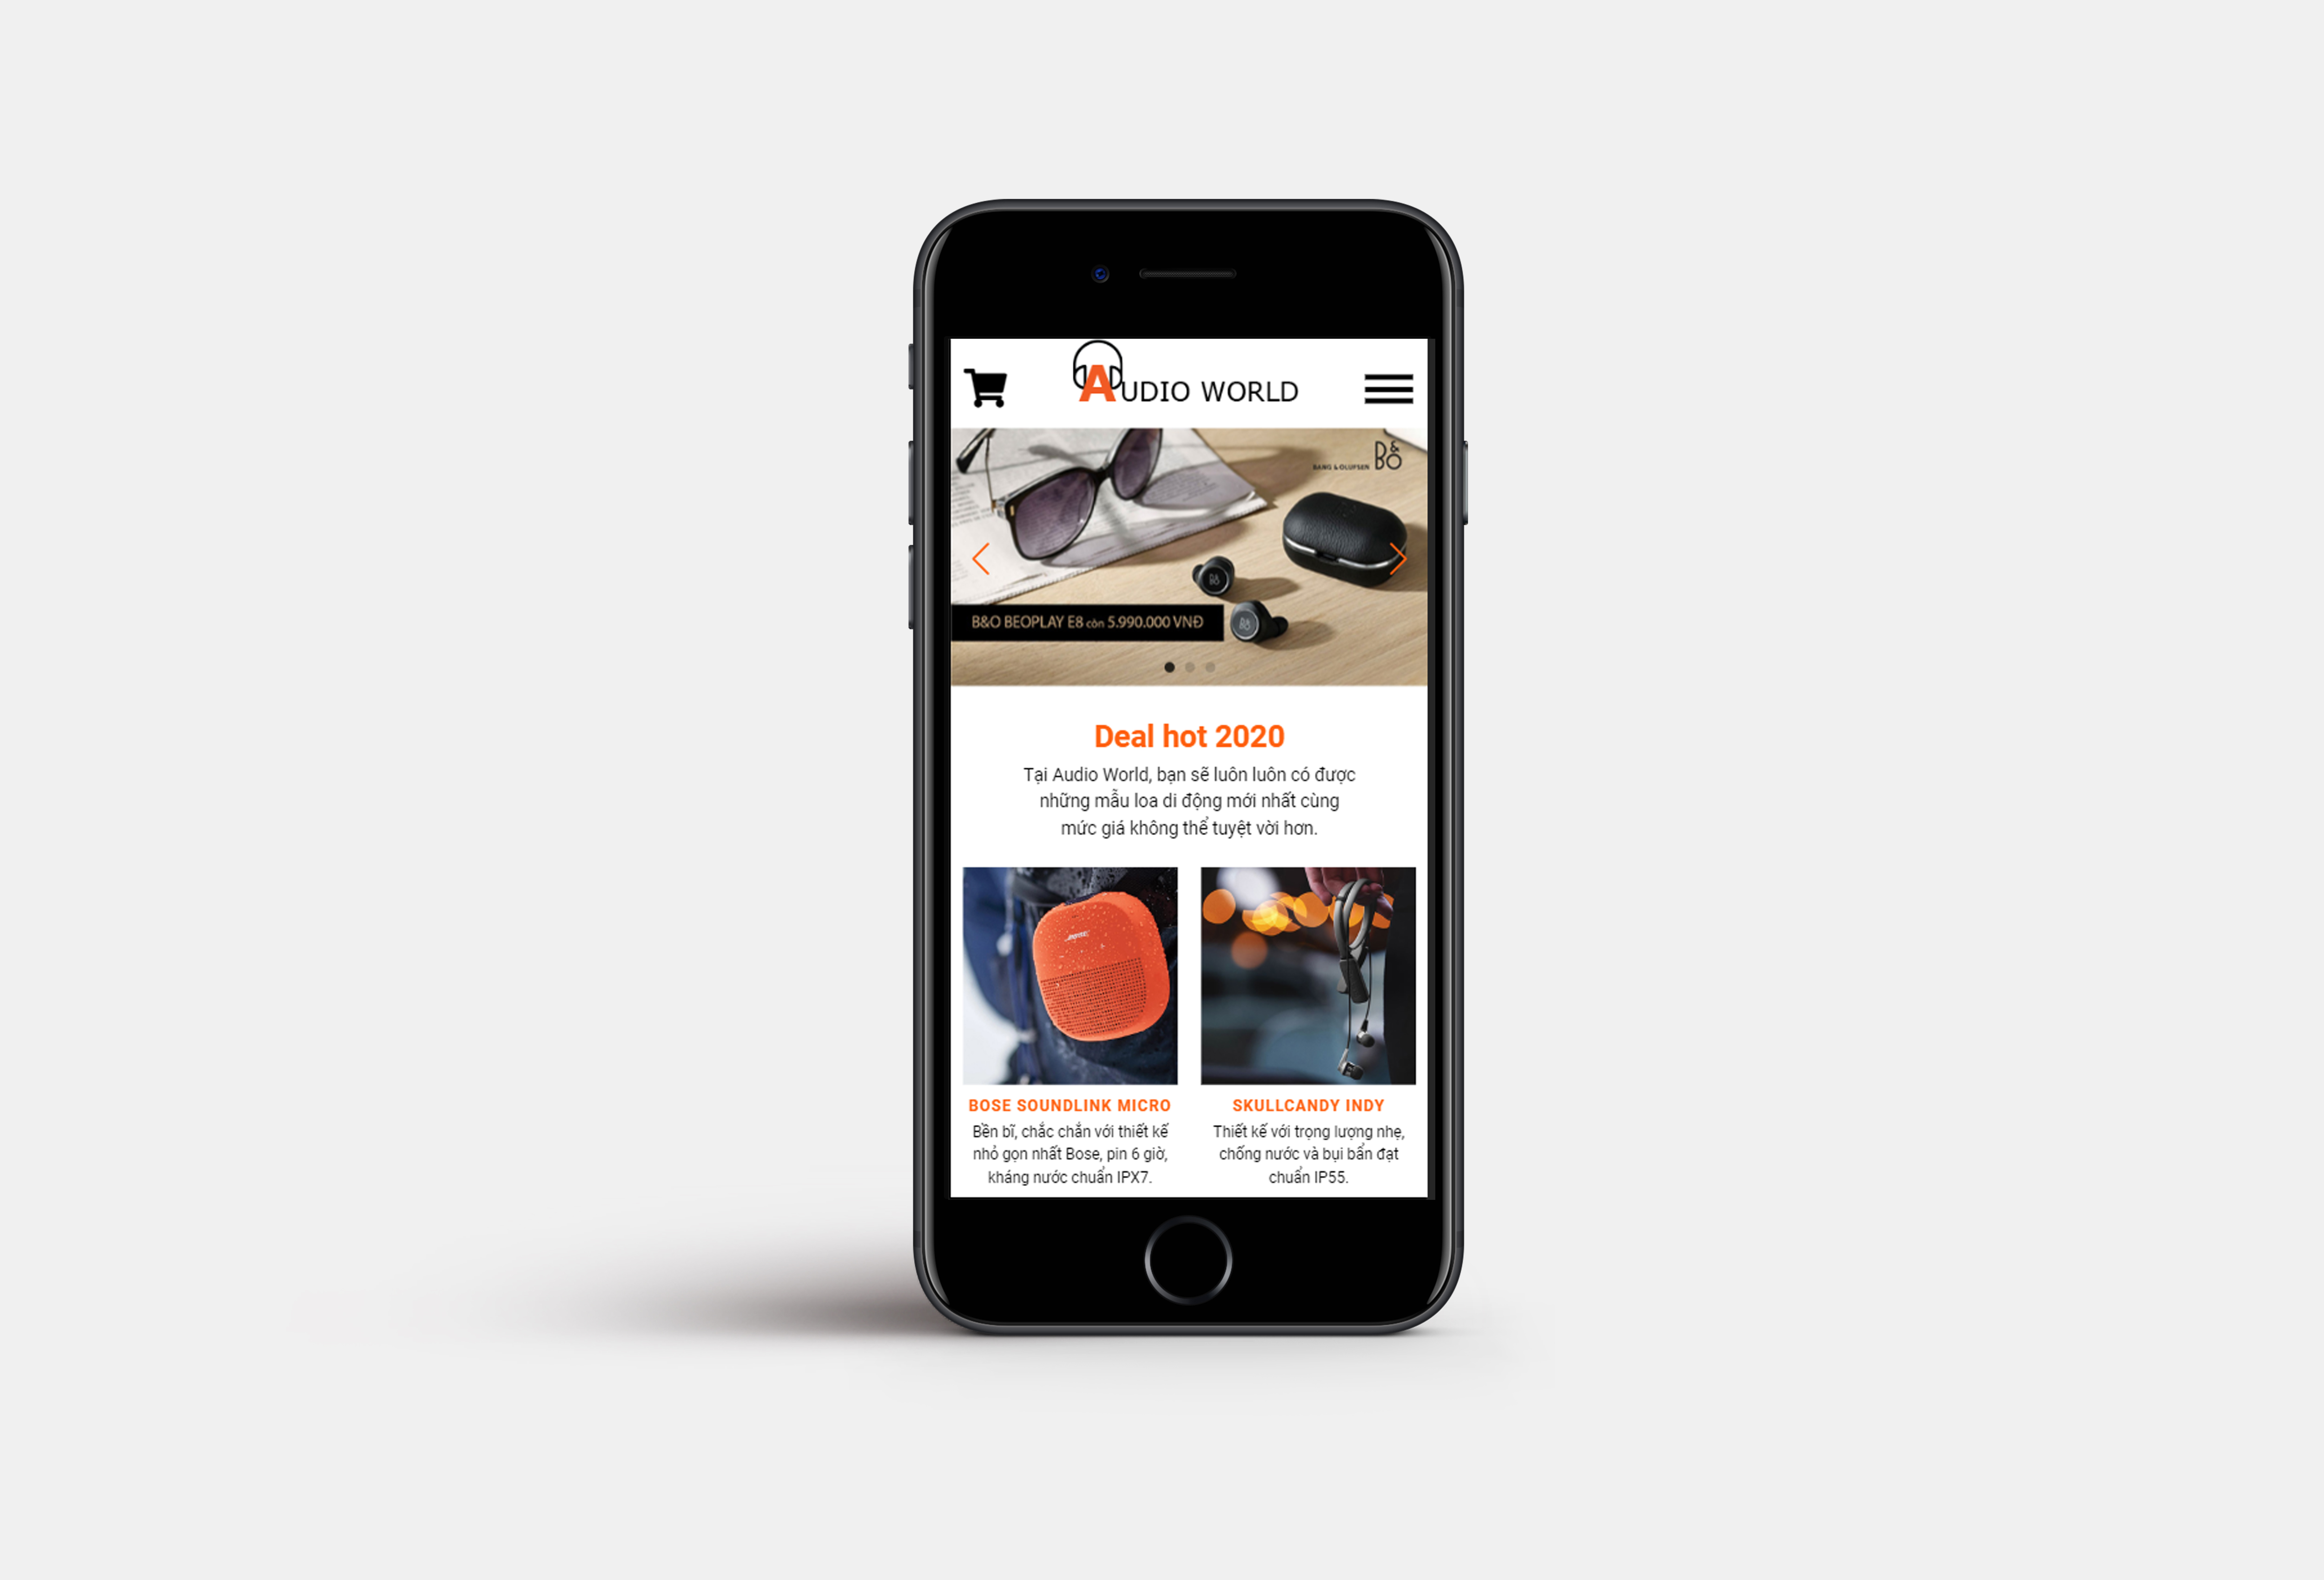 AUDIO WORLD
BANG & OLUFSEN B&O
B&O BEOPLAY E8 còn 5.990.000 VNĐ
Deal hot 2020
Tại Audio World, bạn sẽ luôn luôn có được
những mẫu loa di động mới nhất cùng
mức giá không thể tuyệt vời hơn.
BOSE
BOSE SOUNDLINK MICRO
Bền bĩ, chắc chắn với thiết kế
nhỏ gọn nhất Bose, pin 6 giờ,
kháng nước chuẩn IPX7.
SKULLCANDY INDY
Thiết kế với trọng lượng nhẹ,
chống nước và bụi bẩn đạt
chuẩn IP55.